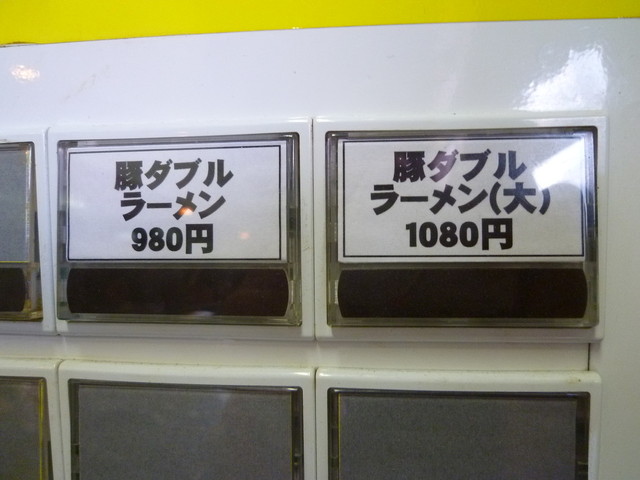 豚ダブル
ラーメン
980円
豚ダブル
ラーメン(大)
1080円